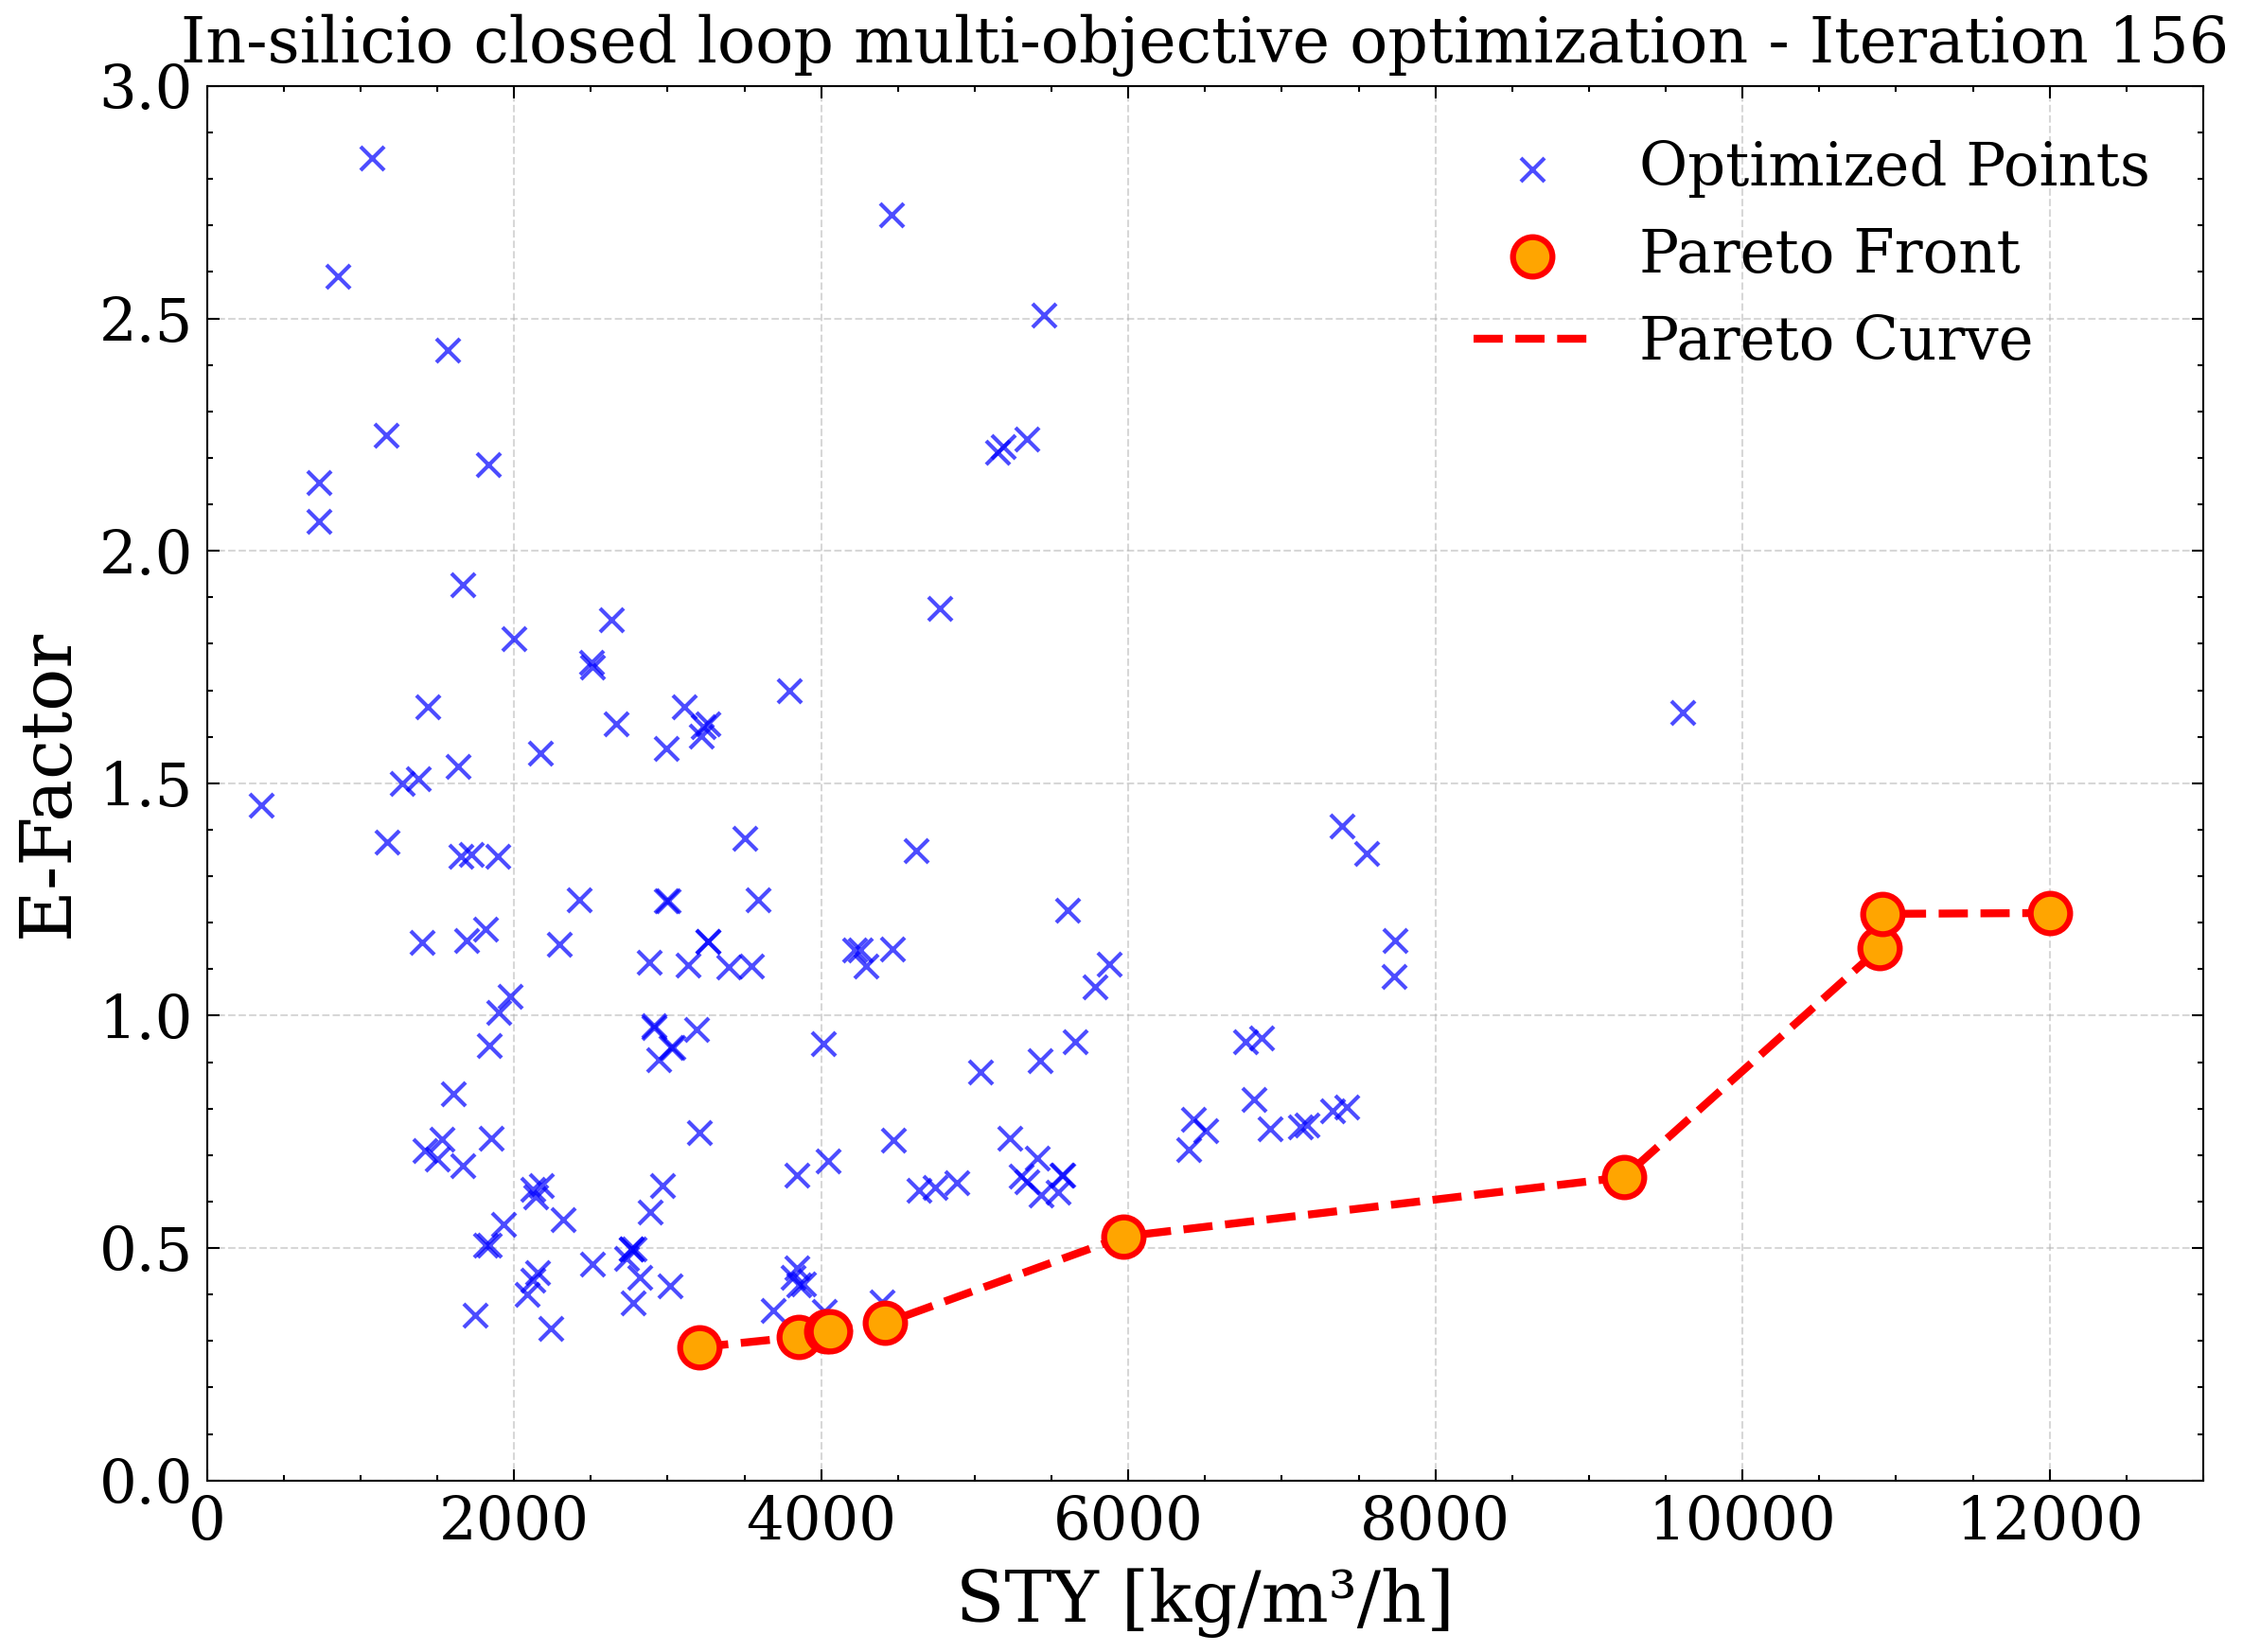 In-silicio closed loop multi-objective optimization - Iteration 156
3.0
2.5
2.0
1.5
1.0
0.5
0.0
E-Factor
Optimized Points
Pareto Front
Pareto Curve
0 2000 4000 6000 8000 10000 12000
STY [kg/m³/h]